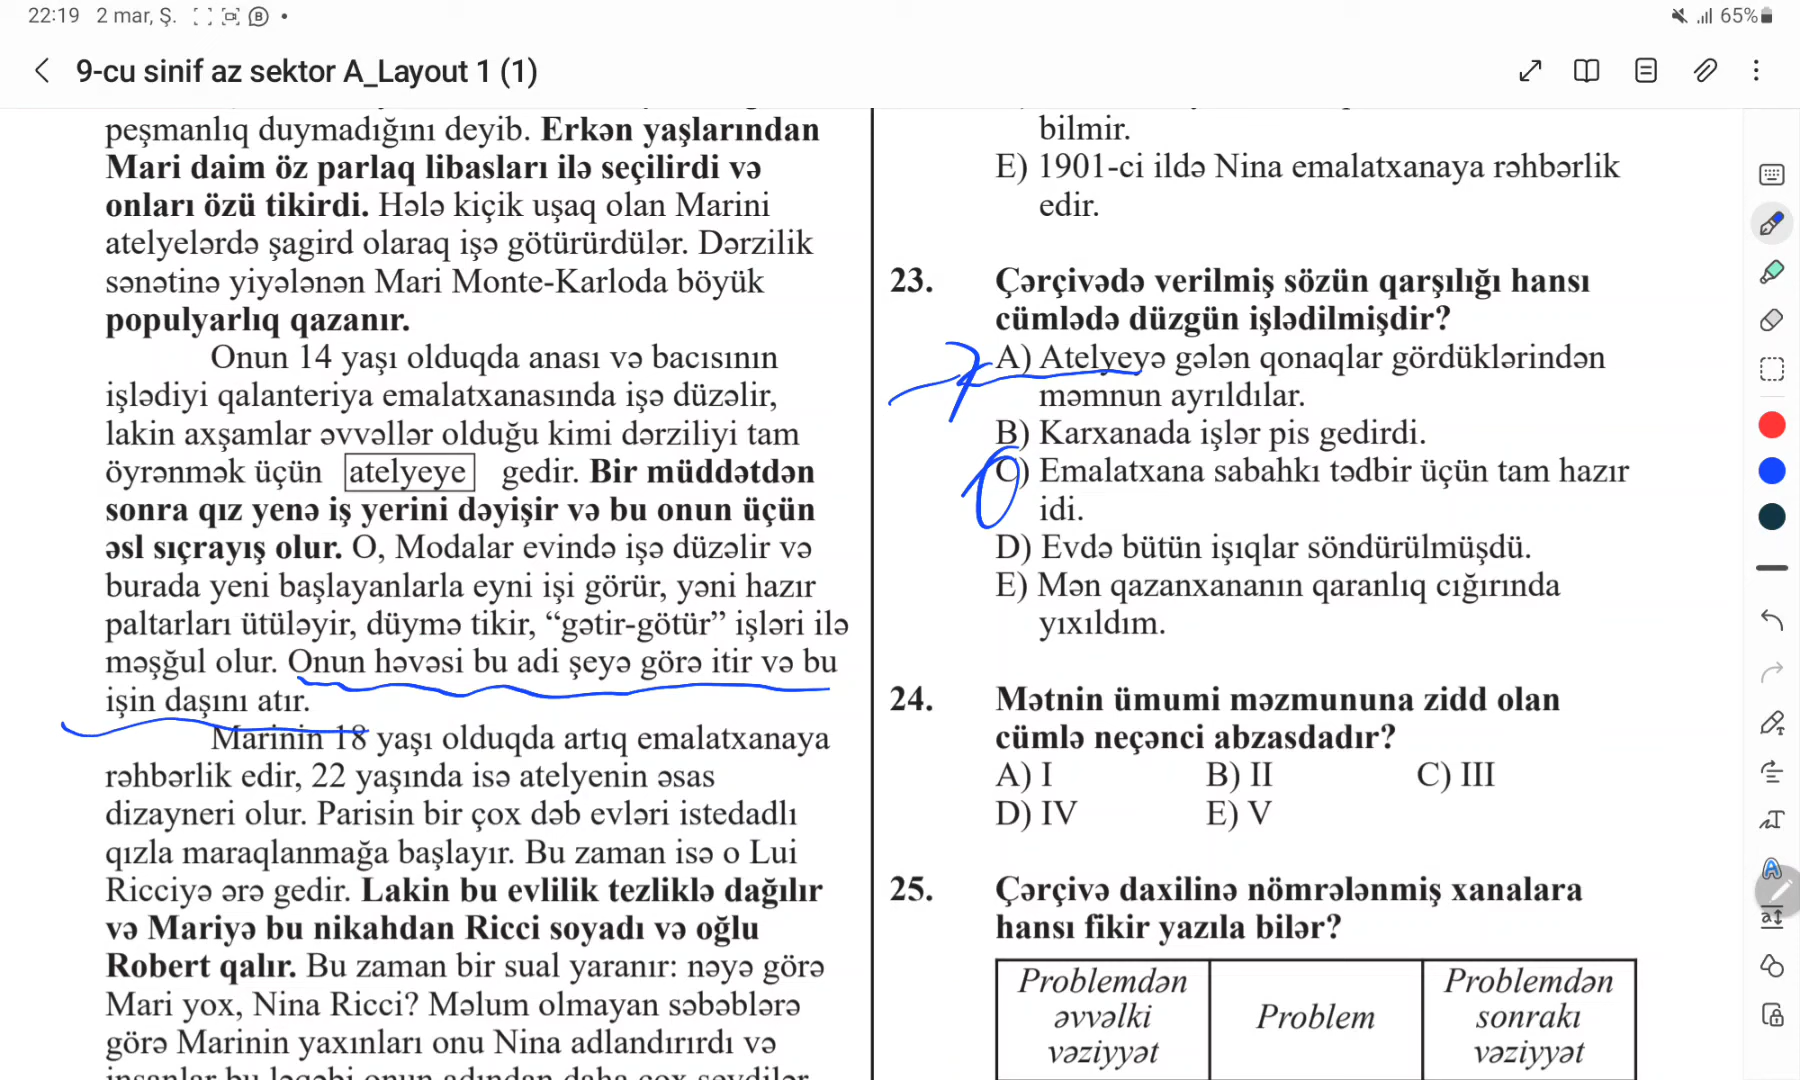 22:19 2 mar, Ş.
65%
9-cu sinif az sektor A_Layout 1 (1)
peşmanlıq duymadığını deyib. Erkən yaşlarından
Mari daim öz parlaq libasları ilə seçilirdi və
onları özü tikirdi. Hələ kiçik uşaq olan Marini
atelyelərdə şagird olaraq işə götürürdülər. Dərzilik
sənətinə yiyələnən Mari Monte-Karloda böyük
populyarlıq qazanır.
Onun 14 yaşı olduqda anası və bacısının
işlədiyi qalanteriya emalatxanasında işə düzəlir,
lakin axşamlar əvvəllər olduğu kimi dərziliyi tam
öyrənmək üçün atelyeye gedir. Bir müddətdən
sonra qız yenə iş yerini dəyişir və bu onun üçün
əsl sıçrayış olur. O, Modalar evində işə düzəlir və
burada yeni başlayanlarla eyni işi görür, yəni hazır
paltarları ütüləyir, düymə tikir, “gətir-götür” işləri ilə
məşğul olur. Onun həvəsi bu adi şeyə görə itir və bu
işin daşını atır.
Marinin 18 yaşı olduqda artıq emalatxanaya
rəhbərlik edir, 22 yaşında isə atelyenin əsas
dizayneri olur. Parisin bir çox dəb evləri istedadlı
qızla maraqlanmağa başlayır. Bu zaman isə o Lui
Ricciyə ərə gedir. Lakin bu evlilik tezliklə dağılır
və Mariyə bu nikahdan Ricci soyadı və oğlu
Robert qalır. Bu zaman bir sual yaranır: nəyə görə
Mari yox, Nina Ricci? Məlum olmayan səbəblərə
görə Marinin yaxınları onu Nina adlandırırdı və
insanlar bu ləqəbi onun adından daha çox sevdilər
bilmir.
E) 1901-ci ildə Nina emalatxanaya rəhbərlik
edir.
23. Çərçivədə verilmiş sözün qarşılığı hansı
cümlədə düzgün işlədilmişdir?
A) Atelyeyə gələn qonaqlar gördüklərindən
məmnun ayrıldılar.
B) Karxanada işlər pis gedirdi.
C) Emalatxana sabahkı tədbir üçün tam hazır
idi.
D) Evdə bütün işıqlar söndürülmüşdü.
E) Mən qazanxananın qaranlıq cığırında
yıxıldım.
24. Mətnin ümumi məzmununa zidd olan
cümlə neçənci abzasdadır?
A) I B) II C) III
D) IV E) V
25. Çərçivə daxilinə nömrələnmiş xanalara
hansı fikir yazıla bilər?
Problemdən
əvvəlki
vəziyyət
Problem
Problemdən
sonrakı
vəziyyət